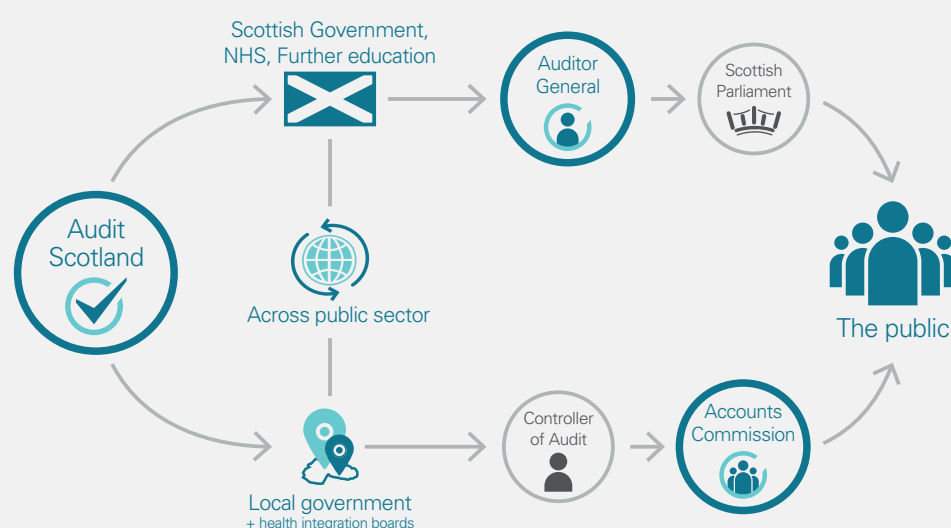 Scottish Government,
NHS, Further education
Auditor
General
Scottish
Parliament
Audit
Scotland
Across public sector
The public
Controller
of Audit
Accounts
Commission
Local government
+ health integration boards